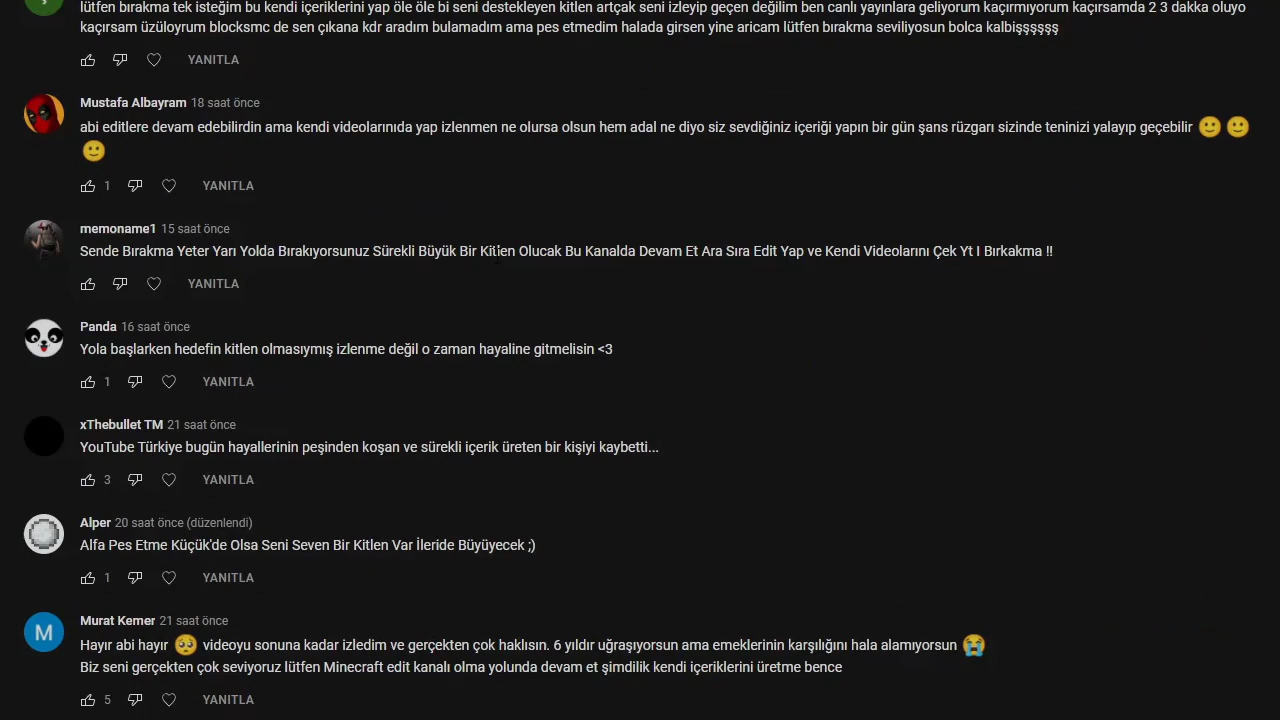 lütfen bırakma tek isteğim bu kendi içeriklerini yap öle öle bi seni destekleyen kitlen artçak seni izleyip geçen değilim ben canlı yayınlara geliyorum kaçırmıyorum kaçırsamda 2 3 dakka oluyo
kaçırsam üzüloyrum blocksmc de sen çıkana kdr aradım bulamadım ama pes etmedim halada girsen yine aricam lütfen bırakma seviliyosun bolca kalbişşşşşş
YANITLA
Mustafa Albayram 18 saat önce
abi editlere devam edebilirdin ama kendi videolarınıda yap izlenmen ne olursa olsun hem adal ne diyo siz sevdiğiniz içeriği yapın bir gün şans rüzgarı sizinde teninizi yalayıp geçebilir 🙂 🙂
🙂
1 YANITLA
memoname1 15 saat önce
Sende Bırakma Yeter Yarı Yolda Bırakıyorsunuz Sürekli Büyük Bir Kitlen Olucak Bu Kanalda Devam Et Ara Sıra Edit Yap ve Kendi Videolarını Çek Yt I Bırkakma !!
YANITLA
Panda 16 saat önce
Yola başlarken hedefin kitlen olmasıymış izlenme değil o zaman hayaline gitmelisin <3
1 YANITLA
xThebullet TM 21 saat önce
YouTube Türkiye bugün hayallerinin peşinden koşan ve sürekli içerik üreten bir kişiyi kaybetti...
3 YANITLA
Alper 20 saat önce (düzenlendi)
Alfa Pes Etme Küçük'de Olsa Seni Seven Bir Kitlen Var İleride Büyüyecek ;)
1 YANITLA
M
Murat Kemer 21 saat önce
Hayır abi hayır 🥺 videoyu sonuna kadar izledim ve gerçekten çok haklısın. 6 yıldır uğraşıyorsun ama emeklerinin karşılığını hala alamıyorsun 😭
Biz seni gerçekten çok seviyoruz lütfen Minecraft edit kanalı olma yolunda devam et şimdilik kendi içeriklerini üretme bence
5 YANITLA